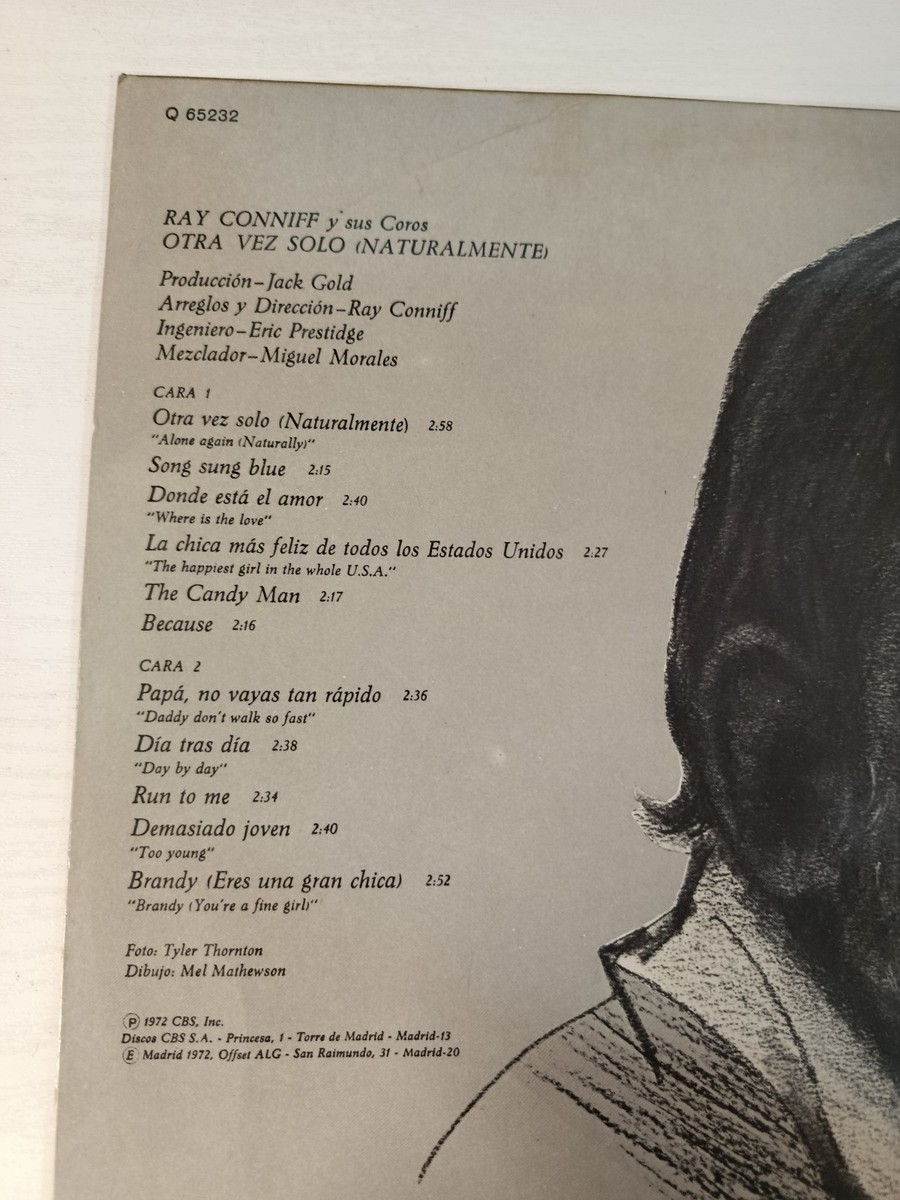 Q 65232
RAY CONNIFF y sus Coros
OTRA VEZ SOLO (NATURALMENTE)
Producción-Jack Gold
Arreglos y Dirección-Ray Conniff
Ingeniero-Eric Prestidge
Mezclador-Miguel Morales
CARA 1
Otra vez solo (Naturalmente) 2:58
"Alone again (Naturally)"
Song sung blue 2:15
Donde está el amor 2:40
"Where is the love"
La chica más feliz de todos los Estados Unidos 2:27
"The happiest girl in the whole U.S.A."
The Candy Man 2:17
Because 2:16
CARA 2
Papá, no vayas tan rápido 2:36
"Daddy don't walk so fast"
Día tras día 2:38
"Day by day"
Run to me 2:34
Demasiado joven 2:40
"Too young"
Brandy (Eres una gran chica) 2:52
"Brandy (You're a fine girl)"
Foto: Tyler Thornton
Dibujo: Mel Mathewson
Ⓟ 1972 CBS, Inc.
Discos CBS S.A. - Princesa, 1 - Torre de Madrid - Madrid-13
Ⓔ Madrid 1972, Offset ALG - San Raimundo, 31 - Madrid-20